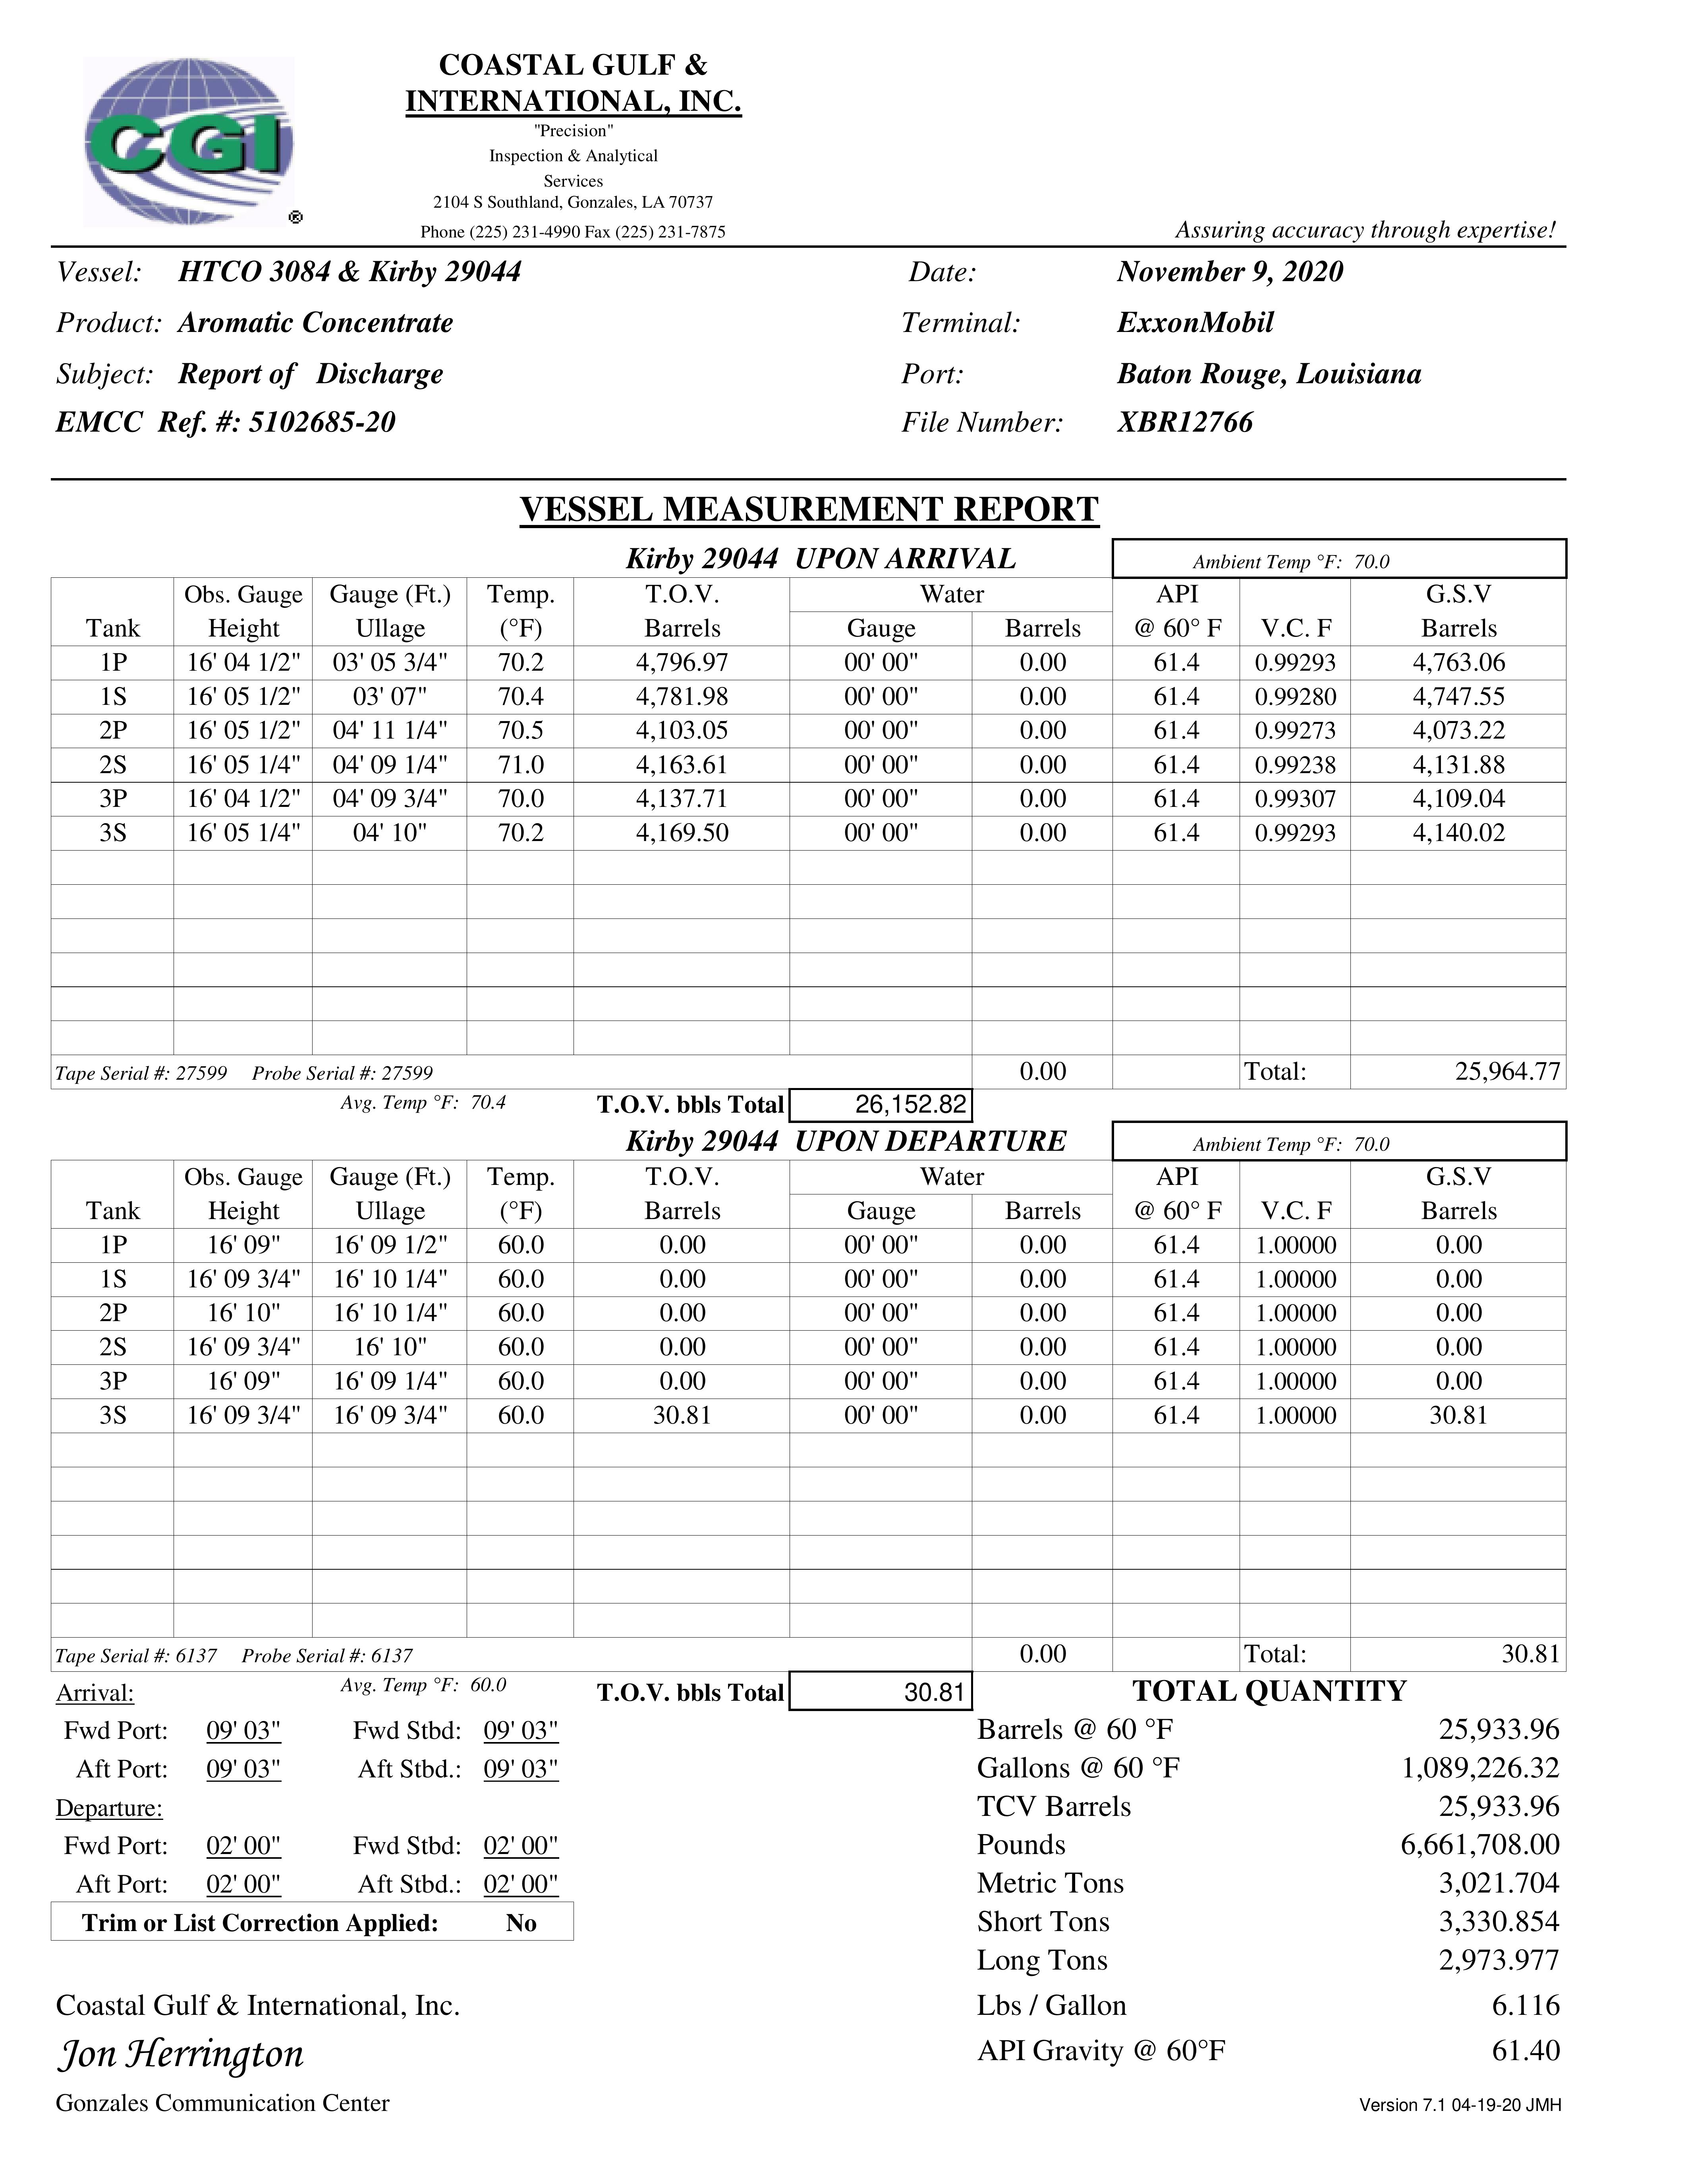 CGI
®
COASTAL GULF &
INTERNATIONAL, INC.
"Precision"
Inspection & Analytical
Services
2104 S Southland, Gonzales, LA 70737
Phone (225) 231-4990 Fax (225) 231-7875
Assuring accuracy through expertise!
Vessel: HTCO 3084 & Kirby 29044 Date: November 9, 2020
Product: Aromatic Concentrate Terminal: ExxonMobil
Subject: Report of Discharge Port: Baton Rouge, Louisiana
EMCC Ref. #: 5102685-20 File Number: XBR12766
VESSEL MEASUREMENT REPORT
Kirby 29044 UPON ARRIVAL Ambient Temp °F: 70.0
Obs. Gauge Gauge (Ft.) Temp. T.O.V. Water API G.S.V
Tank Height Ullage (°F) Barrels Gauge Barrels @ 60° F V.C. F Barrels
1P 16' 04 1/2" 03' 05 3/4" 70.2 4,796.97 00' 00" 0.00 61.4 0.99293 4,763.06
1S 16' 05 1/2" 03' 07" 70.4 4,781.98 00' 00" 0.00 61.4 0.99280 4,747.55
2P 16' 05 1/2" 04' 11 1/4" 70.5 4,103.05 00' 00" 0.00 61.4 0.99273 4,073.22
2S 16' 05 1/4" 04' 09 1/4" 71.0 4,163.61 00' 00" 0.00 61.4 0.99238 4,131.88
3P 16' 04 1/2" 04' 09 3/4" 70.0 4,137.71 00' 00" 0.00 61.4 0.99307 4,109.04
3S 16' 05 1/4" 04' 10" 70.2 4,169.50 00' 00" 0.00 61.4 0.99293 4,140.02
Tape Serial #: 27599 Probe Serial #: 27599 0.00 Total: 25,964.77
Avg. Temp °F: 70.4 T.O.V. bbls Total 26,152.82
Kirby 29044 UPON DEPARTURE Ambient Temp °F: 70.0
Obs. Gauge Gauge (Ft.) Temp. T.O.V. Water API G.S.V
Tank Height Ullage (°F) Barrels Gauge Barrels @ 60° F V.C. F Barrels
1P 16' 09" 16' 09 1/2" 60.0 0.00 00' 00" 0.00 61.4 1.00000 0.00
1S 16' 09 3/4" 16' 10 1/4" 60.0 0.00 00' 00" 0.00 61.4 1.00000 0.00
2P 16' 10" 16' 10 1/4" 60.0 0.00 00' 00" 0.00 61.4 1.00000 0.00
2S 16' 09 3/4" 16' 10" 60.0 0.00 00' 00" 0.00 61.4 1.00000 0.00
3P 16' 09" 16' 09 1/4" 60.0 0.00 00' 00" 0.00 61.4 1.00000 0.00
3S 16' 09 3/4" 16' 09 3/4" 60.0 30.81 00' 00" 0.00 61.4 1.00000 30.81
Tape Serial #: 6137 Probe Serial #: 6137 0.00 Total: 30.81
Arrival: Avg. Temp °F: 60.0 T.O.V. bbls Total 30.81 TOTAL QUANTITY
Fwd Port: 09' 03" Fwd Stbd: 09' 03" Barrels @ 60 °F 25,933.96
Aft Port: 09' 03" Aft Stbd.: 09' 03" Gallons @ 60 °F 1,089,226.32
Departure: TCV Barrels 25,933.96
Fwd Port: 02' 00" Fwd Stbd: 02' 00" Pounds 6,661,708.00
Aft Port: 02' 00" Aft Stbd.: 02' 00" Metric Tons 3,021.704
Trim or List Correction Applied: No Short Tons 3,330.854
Long Tons 2,973.977
Coastal Gulf & International, Inc. Lbs / Gallon 6.116
Jon Herrington API Gravity @ 60°F 61.40
Gonzales Communication Center Version 7.1 04-19-20 JMH